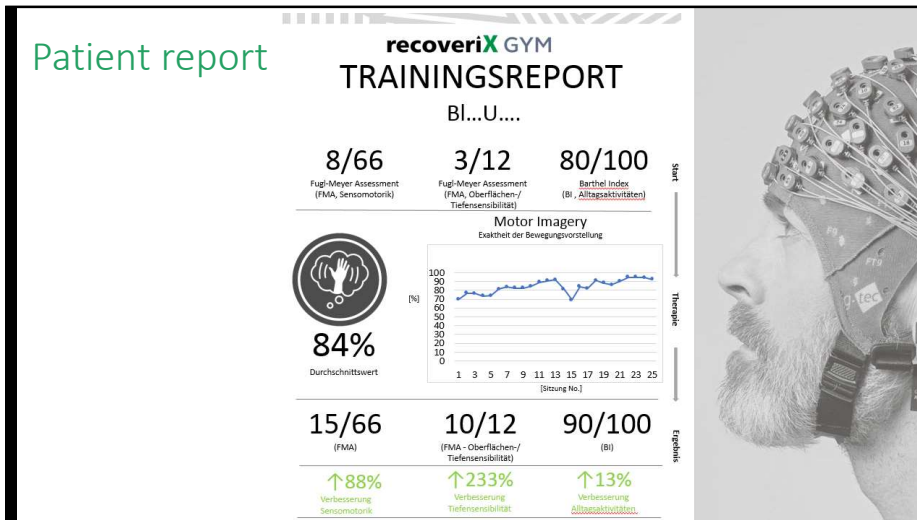 Patient report
recoveriX GYM
TRAININGSREPORT
Bl...U....
8/66
Fugl-Meyer Assessment
(FMA, Sensomotorik)
3/12
Fugl-Meyer Assessment
(FMA, Oberflächen-/
Tiefensensibilität)
80/100
Barthel Index
(BI , Alltagsaktivitäten)
Start
Motor Imagery
Exaktheit der Bewegungsvorstellung
84%
Durchschnittswert
[%]
100
90
80
70
60
50
40
30
20
10
0
1 3 5 7 9 11 13 15 17 19 21 23 25
[Sitzung No.]
Therapie
15/66
(FMA)
10/12
(FMA - Oberflächen-/
Tiefensensibilität)
90/100
(BI)
Ergebnis
↑88%
Verbesserung
Sensomotorik
↑233%
Verbesserung
Tiefensensibilität
↑13%
Verbesserung
Alltagsaktivitäten
F9
FT9
g.tec